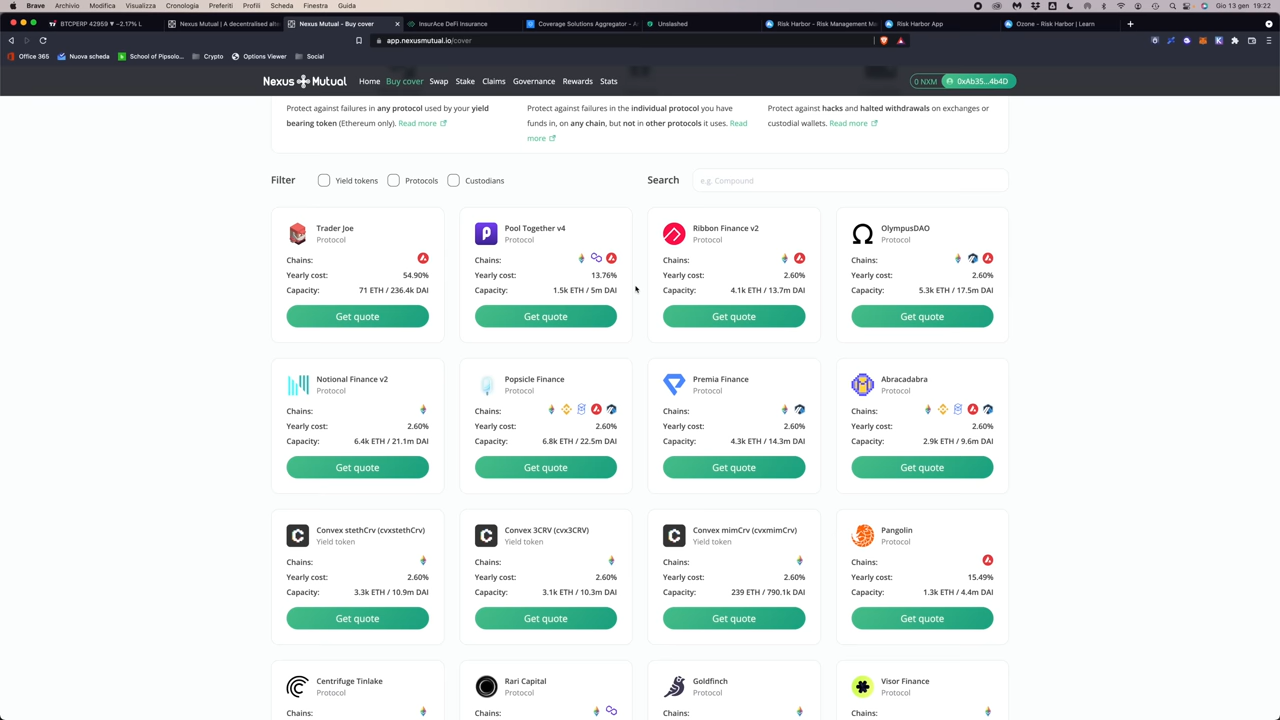 Brave Archivio Modifica Visualizza Cronologia Preferiti Profili Scheda Finestra Aiuto Gio 13 gen 19:22
BTCPERP 42959 ▼ −2.17% L Nexus Mutual | A decentralised alte Nexus Mutual - Buy cover InsurAce DeFi Insurance Coverage Solutions Aggregator - A Unslashed Risk Harbor - Risk Management M Risk Harbor App Ozone - Risk Harbor | Learn
app.nexusmutual.io/cover
Office 365 Nuova scheda School of Pipsolo... Crypto Options Viewer Social
Nexus Mutual Home Buy cover Swap Stake Claims Governance Rewards Stats 0 NXM 0xAb35...4b4D
Protect against failures in any protocol used by your yield
bearing token (Ethereum only). Read more
Protect against failures in the individual protocol you have
funds in, on any chain, but not in other protocols it uses. Read
more
Protect against hacks and halted withdrawals on exchanges or
custodial wallets. Read more
Filter Yield tokens Protocols Custodians Search e.g. Compound
Trader Joe
Protocol
Chains:
Yearly cost: 54.90%
Capacity: 71 ETH / 236.4k DAI
Get quote
Pool Together v4
Protocol
Chains:
Yearly cost: 13.76%
Capacity: 1.5k ETH / 5m DAI
Get quote
Ribbon Finance v2
Protocol
Chains:
Yearly cost: 2.60%
Capacity: 4.1k ETH / 13.7m DAI
Get quote
OlympusDAO
Protocol
Chains:
Yearly cost: 2.60%
Capacity: 5.3k ETH / 17.5m DAI
Get quote
Notional Finance v2
Protocol
Chains:
Yearly cost: 2.60%
Capacity: 6.4k ETH / 21.1m DAI
Get quote
Popsicle Finance
Protocol
Chains:
Yearly cost: 2.60%
Capacity: 6.8k ETH / 22.5m DAI
Get quote
Premia Finance
Protocol
Chains:
Yearly cost: 2.60%
Capacity: 4.3k ETH / 14.3m DAI
Get quote
Abracadabra
Protocol
Chains:
Yearly cost: 2.60%
Capacity: 2.9k ETH / 9.6m DAI
Get quote
Convex stethCrv (cvxstethCrv)
Yield token
Chains:
Yearly cost: 2.60%
Capacity: 3.3k ETH / 10.9m DAI
Get quote
Convex 3CRV (cvx3CRV)
Yield token
Chains:
Yearly cost: 2.60%
Capacity: 3.1k ETH / 10.3m DAI
Get quote
Convex mimCrv (cvxmimCrv)
Yield token
Chains:
Yearly cost: 2.60%
Capacity: 239 ETH / 790.1k DAI
Get quote
Pangolin
Protocol
Chains:
Yearly cost: 15.49%
Capacity: 1.3k ETH / 4.4m DAI
Get quote
Centrifuge Tinlake
Protocol
Chains:
Rari Capital
Protocol
Chains:
Goldfinch
Protocol
Chains:
Visor Finance
Protocol
Chains: